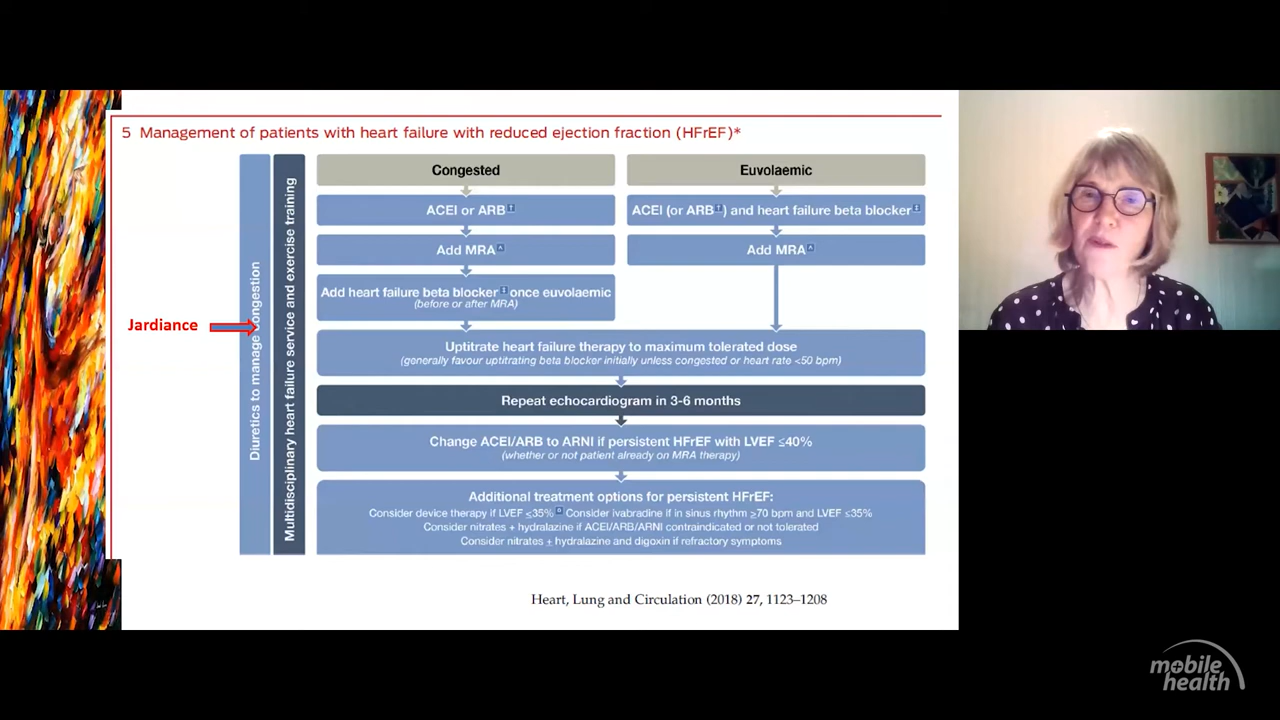 5 Management of patients with heart failure with reduced ejection fraction (HFrEF)*
Jardiance
Diuretics to manage congestion
Multidisciplinary heart failure service and exercise training
Congested
ACEI or ARB†
Add MRA^
Add heart failure beta blocker‡ once euvolaemic
(before or after MRA)
Euvolaemic
ACEI (or ARB†) and heart failure beta blocker‡
Add MRA^
Uptitrate heart failure therapy to maximum tolerated dose
(generally favour uptitrating beta blocker initially unless congested or heart rate <50 bpm)
Repeat echocardiogram in 3-6 months
Change ACEI/ARB to ARNI if persistent HFrEF with LVEF ≤40%
(whether or not patient already on MRA therapy)
Additional treatment options for persistent HFrEF:
Consider device therapy if LVEF ≤35% Consider ivabradine if in sinus rhythm ≥70 bpm and LVEF ≤35%
Consider nitrates + hydralazine if ACEI/ARB/ARNI contraindicated or not tolerated
Consider nitrates ± hydralazine and digoxin if refractory symptoms
Heart, Lung and Circulation (2018) 27, 1123–1208
mobile
health